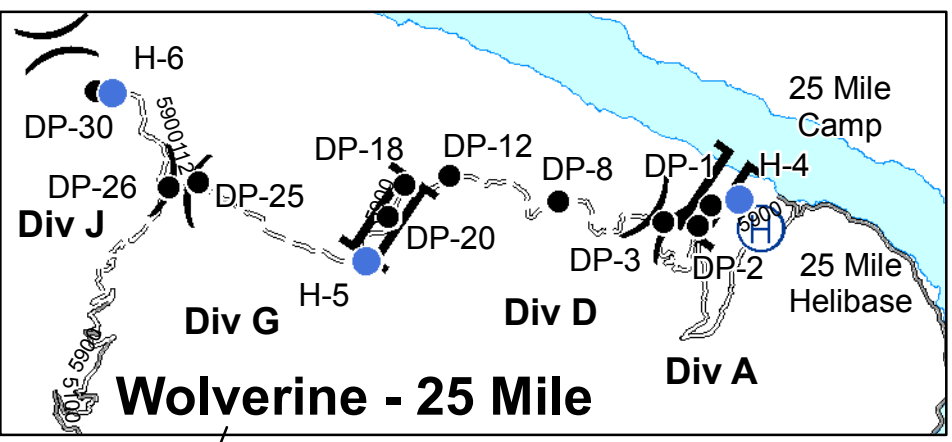 H-6
DP-30
5900112
DP-26
DP-25
Div J
5900
5190
H-5
Div G
DP-18
5900
DP-20
DP-12
DP-8
Div D
DP-3
DP-1
DP-2
H-4
5900
H
25 Mile
Camp
25 Mile
Helibase
Div A
Wolverine - 25 Mile